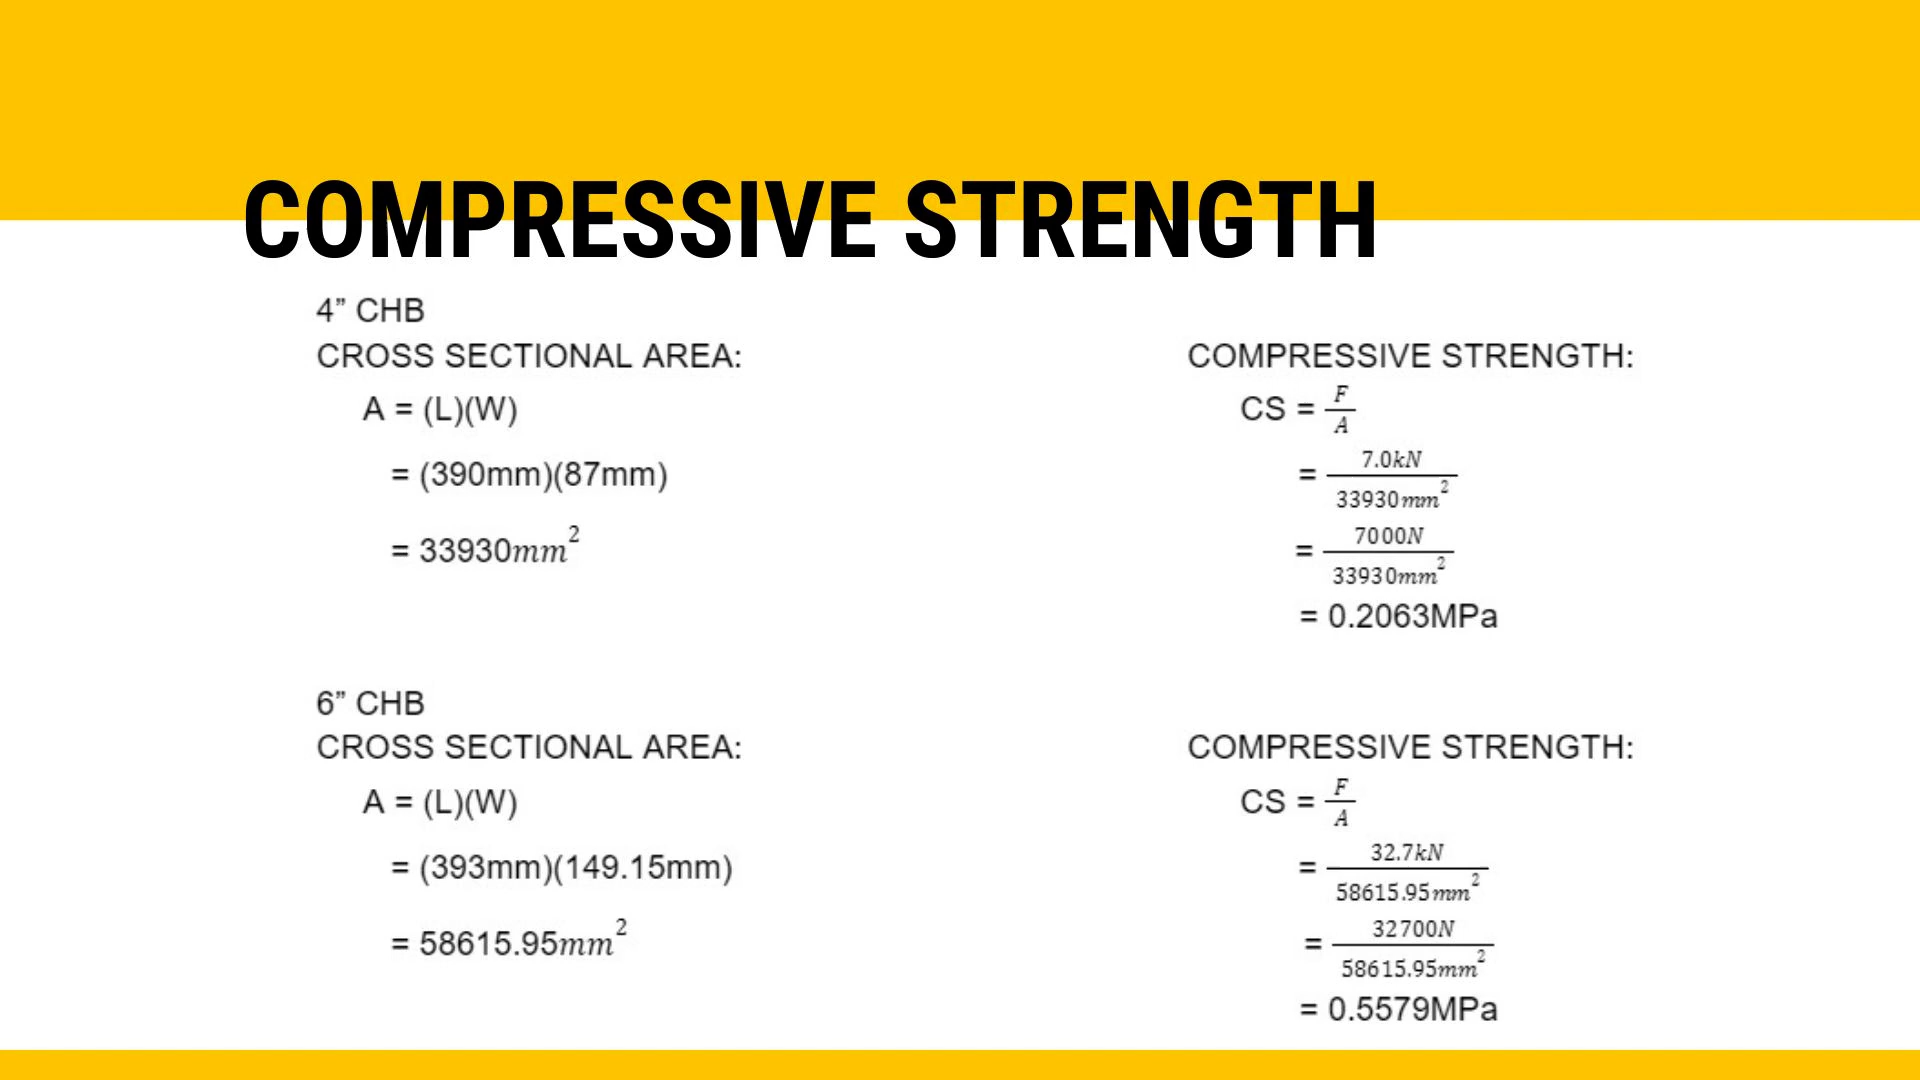 COMPRESSIVE STRENGTH
4” CHB
CROSS SECTIONAL AREA:
A = (L)(W)
= (390mm)(87mm)
= 33930mm²
COMPRESSIVE STRENGTH:
CS = F/A
= 7.0kN/33930mm²
= 7000N/33930mm²
= 0.2063MPa
6” CHB
CROSS SECTIONAL AREA:
A = (L)(W)
= (393mm)(149.15mm)
= 58615.95mm²
COMPRESSIVE STRENGTH:
CS = F/A
= 32.7kN/58615.95mm²
= 32700N/58615.95mm²
= 0.5579MPa